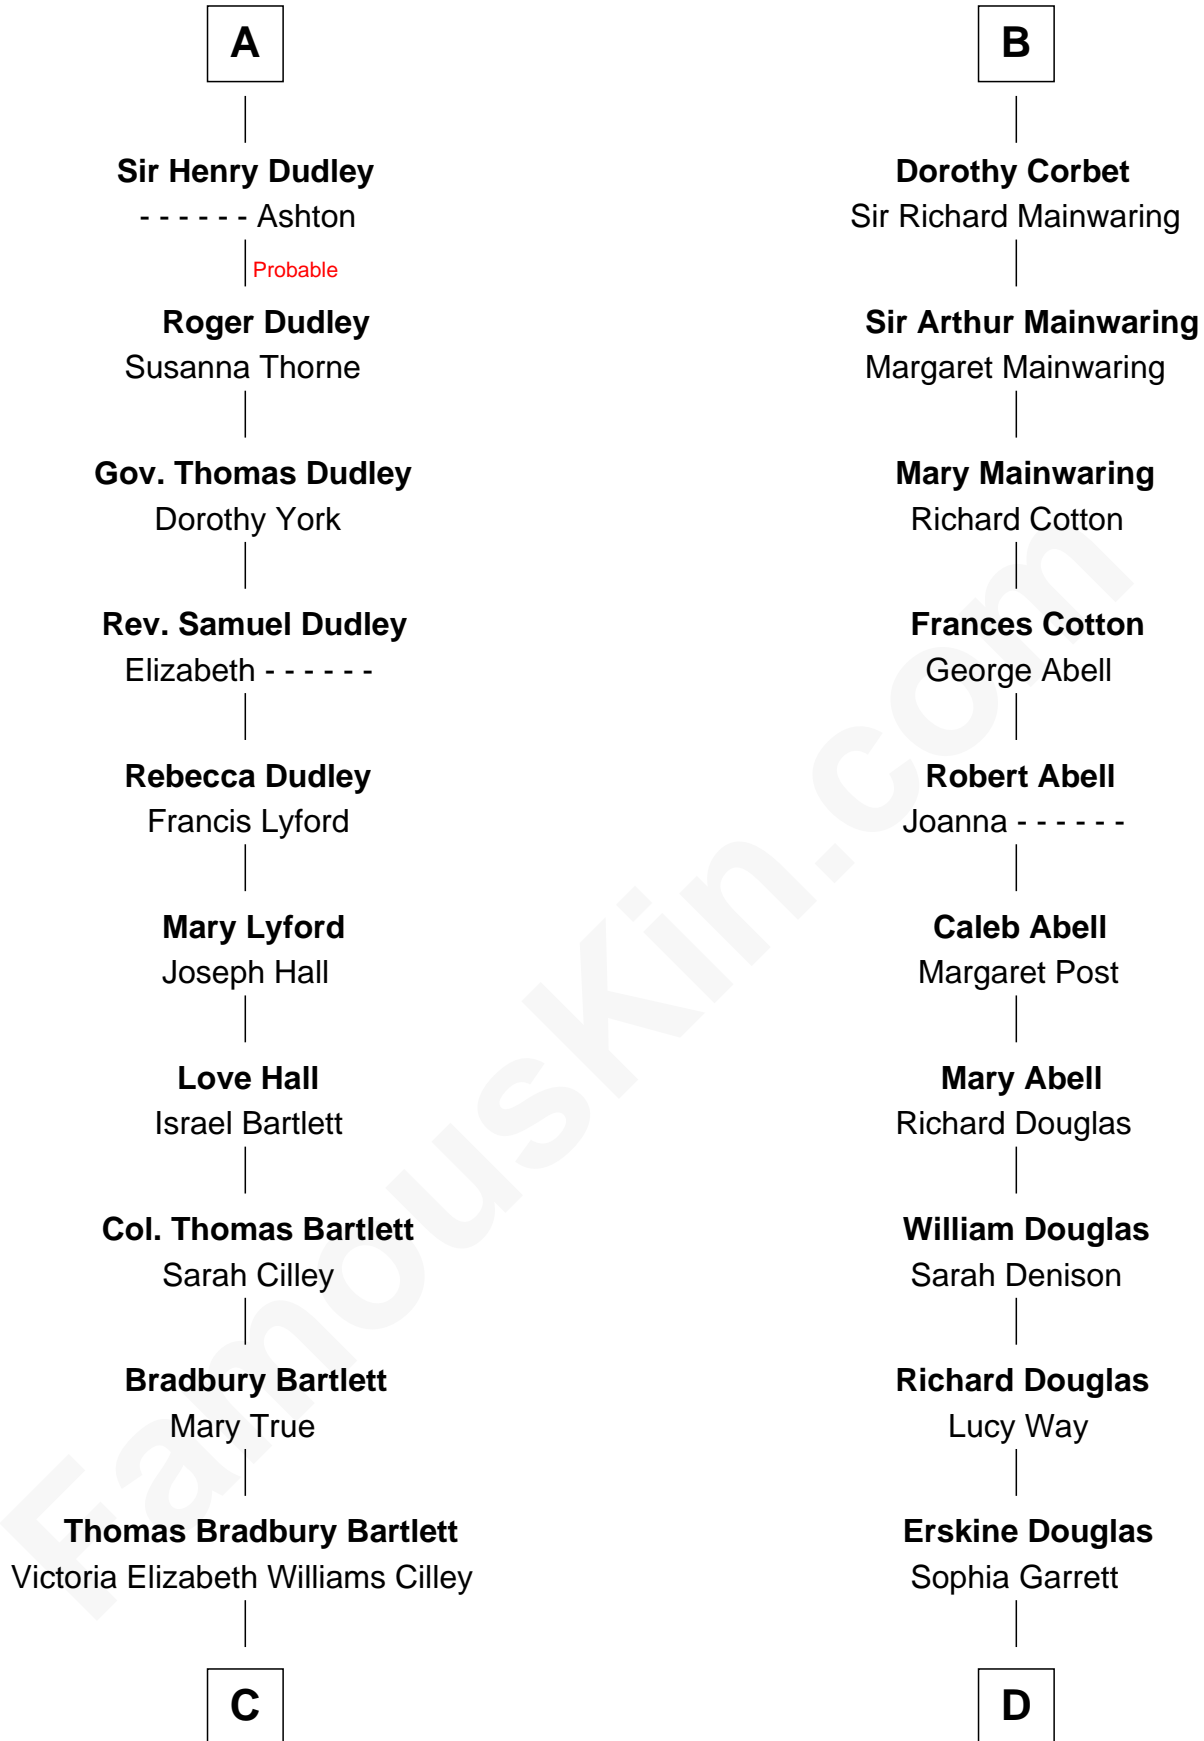 A
Sir Henry Dudley
- - - - - - Ashton
Probable
Roger Dudley
Susanna Thorne
Gov. Thomas Dudley
Dorothy York
Rev. Samuel Dudley
Elizabeth - - - - - -
Rebecca Dudley
Francis Lyford
Mary Lyford
Joseph Hall
Love Hall
Israel Bartlett
Col. Thomas Bartlett
Sarah Cilley
Bradbury Bartlett
Mary True
Thomas Bradbury Bartlett
Victoria Elizabeth Williams Cilley
C
B
Dorothy Corbet
Sir Richard Mainwaring
Sir Arthur Mainwaring
Margaret Mainwaring
Mary Mainwaring
Richard Cotton
Frances Cotton
George Abell
Robert Abell
Joanna - - - - - -
Caleb Abell
Margaret Post
Mary Abell
Richard Douglas
William Douglas
Sarah Denison
Richard Douglas
Lucy Way
Erskine Douglas
Sophia Garrett
D
FamousKin.com